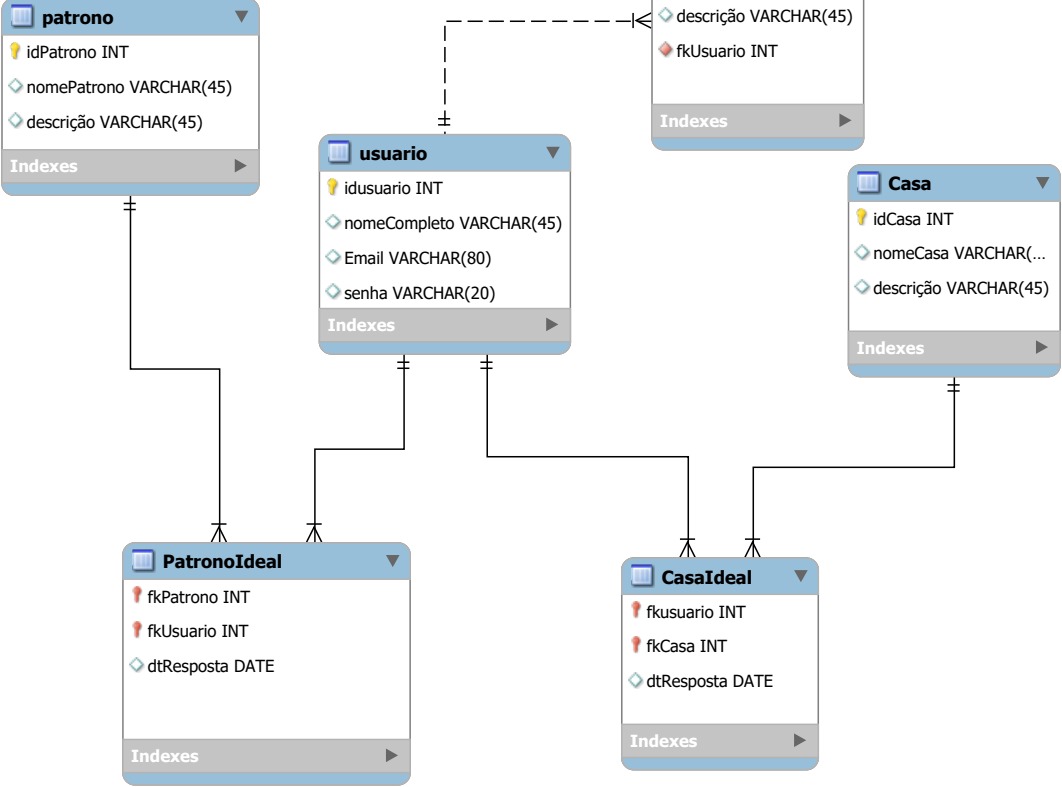 patrono
idPatrono INT
nomePatrono VARCHAR(45)
descrição VARCHAR(45)
Indexes
descrição VARCHAR(45)
fkUsuario INT
Indexes
usuario
idusuario INT
nomeCompleto VARCHAR(45)
Email VARCHAR(80)
senha VARCHAR(20)
Indexes
Casa
idCasa INT
nomeCasa VARCHAR(...
descrição VARCHAR(45)
Indexes
PatronoIdeal
fkPatrono INT
fkUsuario INT
dtResposta DATE
Indexes
CasaIdeal
fkusuario INT
fkCasa INT
dtResposta DATE
Indexes